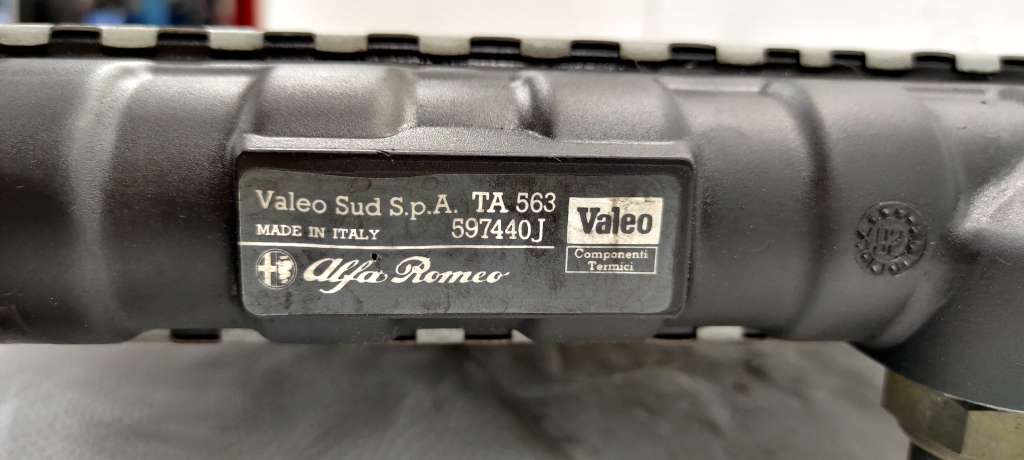 Valeo Sud S.p.A. TA 563
MADE IN ITALY 597440J
Alfa Romeo
Valeo
Componenti
Termici